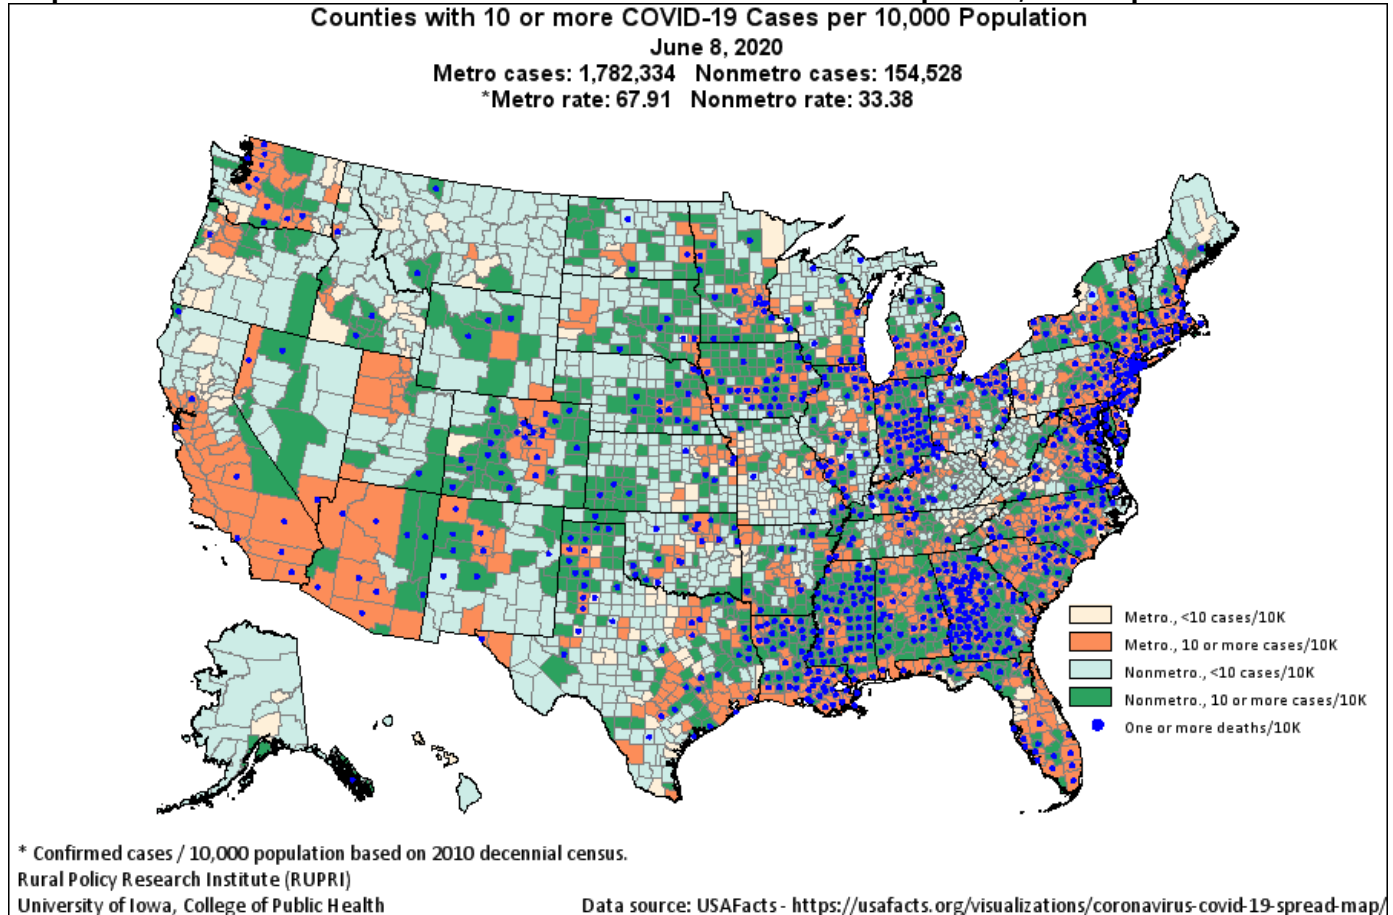 Counties with 10 or more COVID-19 Cases per 10,000 Population
June 8, 2020
Metro cases: 1,782,334 Nonmetro cases: 154,528
*Metro rate: 67.91 Nonmetro rate: 33.38
Metro., <10 cases/10K
Metro., 10 or more cases/10K
Nonmetro., <10 cases/10K
Nonmetro., 10 or more cases/10K
One or more deaths/10K
* Confirmed cases / 10,000 population based on 2010 decennial census.
Rural Policy Research Institute (RUPRI)
University of Iowa, College of Public Health
Data source: USAFacts - https://usafacts.org/visualizations/coronavirus-covid-19-spread-map/